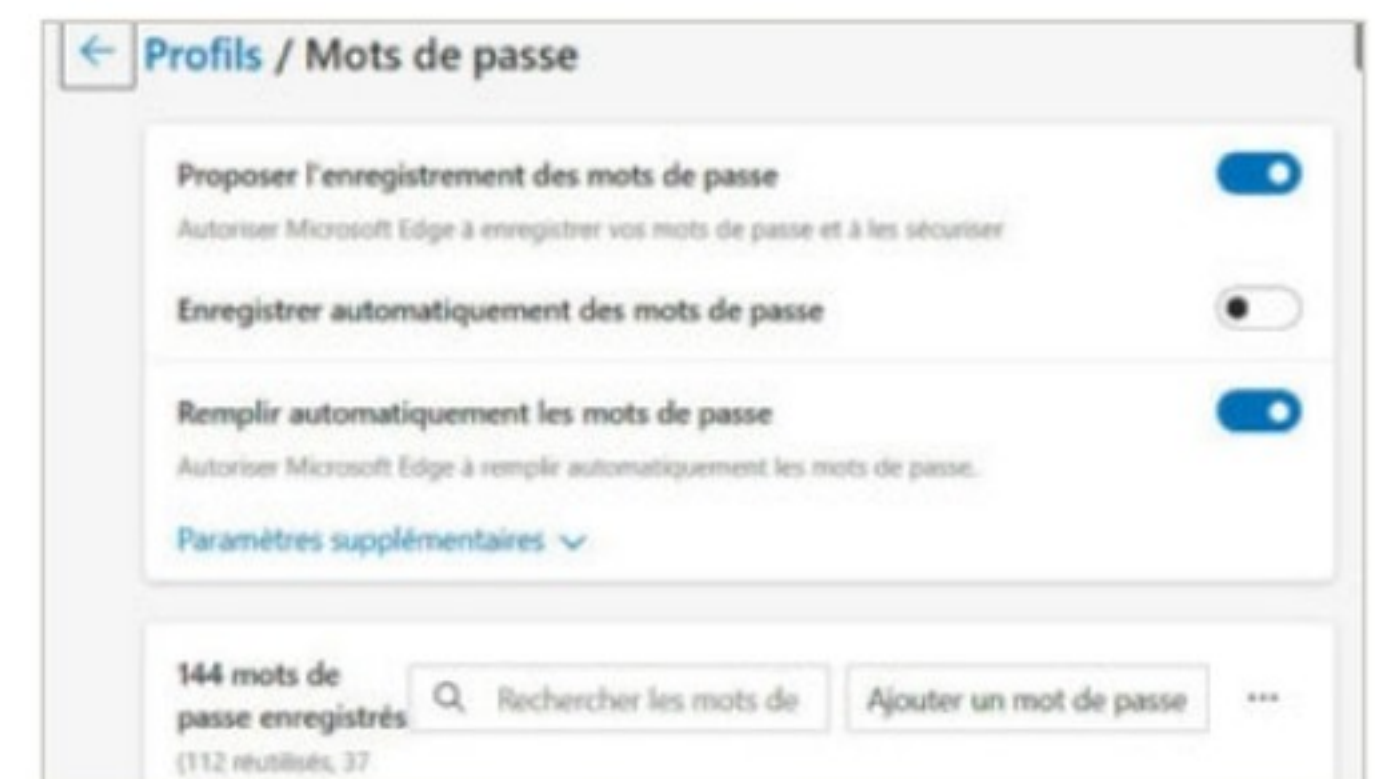 Profils / Mots de passe
Proposer l'enregistrement des mots de passe
Autoriser Microsoft Edge à enregistrer vos mots de passe et à les sécuriser
Enregistrer automatiquement des mots de passe
Remplir automatiquement les mots de passe
Autoriser Microsoft Edge à remplir automatiquement les mots de passe.
Paramètres supplémentaires
144 mots de
passe enregistrés
Rechercher les mots de
Ajouter un mot de passe
(112 réutilisés, 37